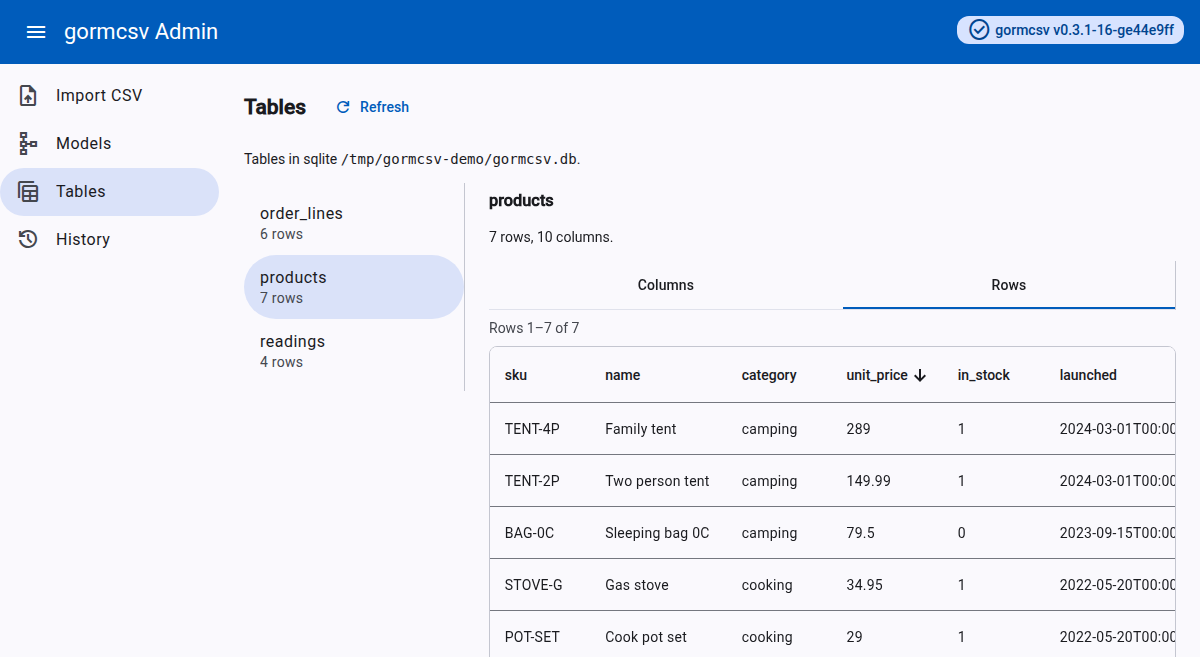 gormcsv Admin
gormcsv v0.3.1-16-ge44e9ff
Import CSV
Models
Tables
History
Tables
Refresh
Tables in sqlite /tmp/gormcsv-demo/gormcsv.db.
order_lines
6 rows
products
7 rows
readings
4 rows
products
7 rows, 10 columns.
Columns Rows
Rows 1–7 of 7
sku name category unit_price in_stock launched
TENT-4P Family tent camping 289 1 2024-03-01T00:00
TENT-2P Two person tent camping 149.99 1 2024-03-01T00:00
BAG-0C Sleeping bag 0C camping 79.5 0 2023-09-15T00:00
STOVE-G Gas stove cooking 34.95 1 2022-05-20T00:00
POT-SET Cook pot set cooking 29 1 2022-05-20T00:00